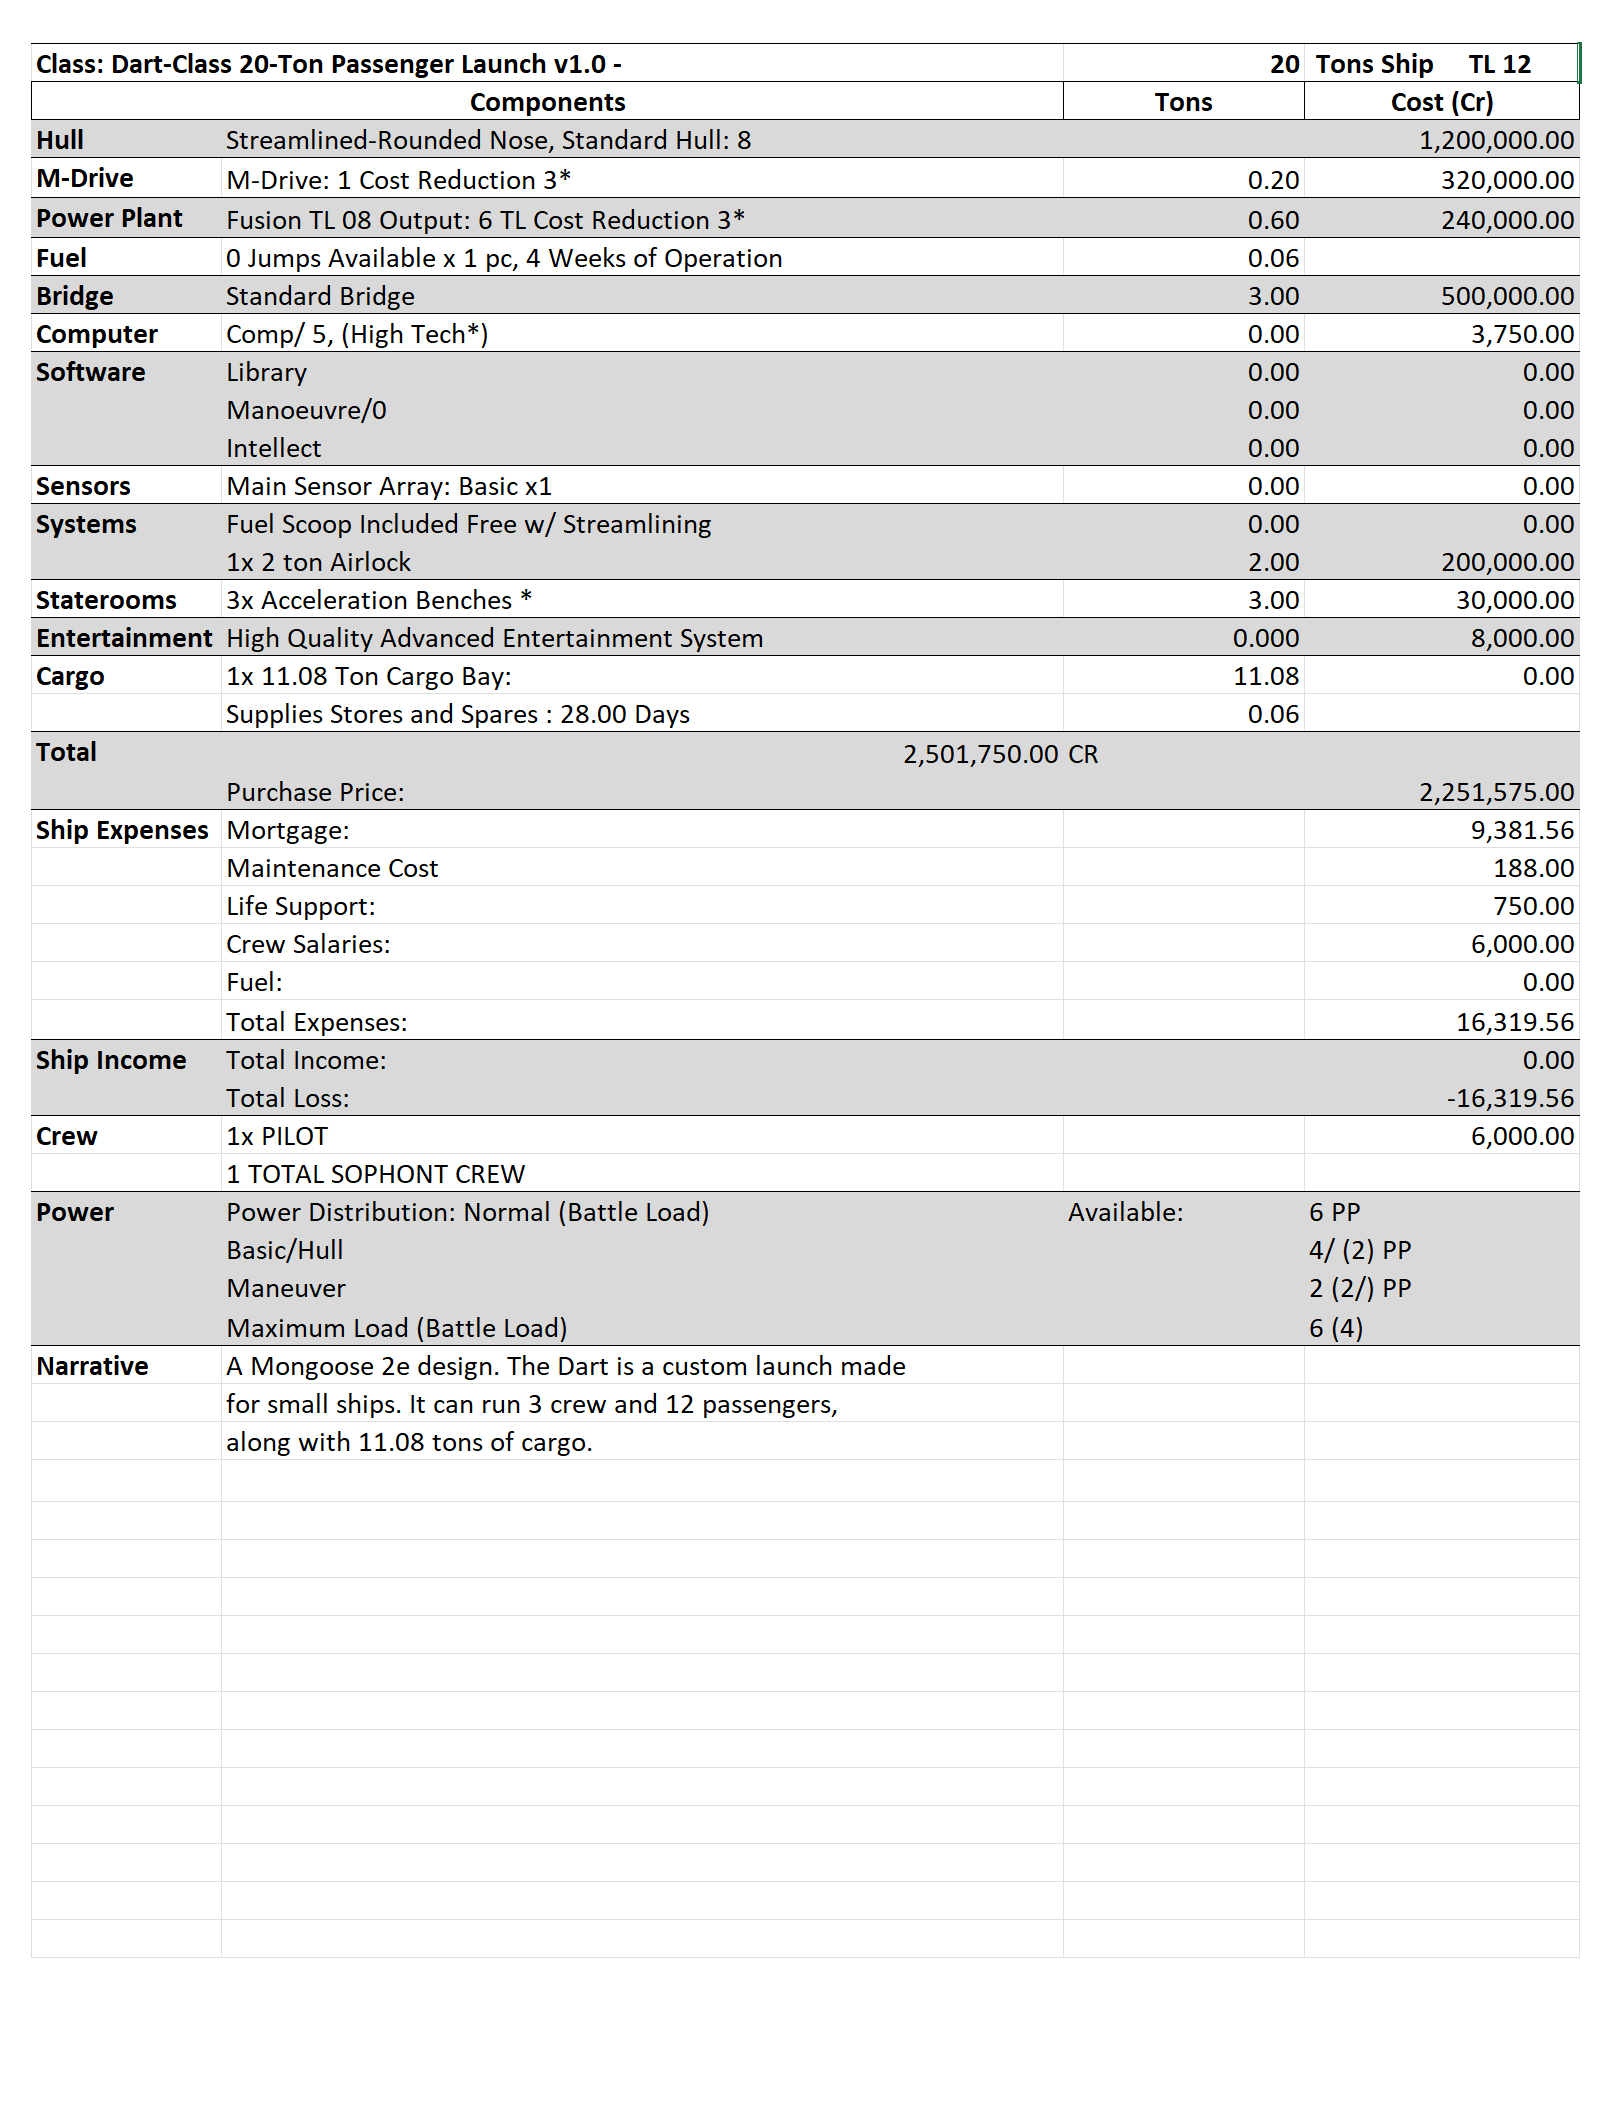 Class: Dart-Class 20-Ton Passenger Launch v1.0 - 20 Tons Ship TL 12
Components Tons Cost (Cr)
Hull Streamlined-Rounded Nose, Standard Hull: 8 1,200,000.00
M-Drive M-Drive: 1 Cost Reduction 3* 0.20 320,000.00
Power Plant Fusion TL 08 Output: 6 TL Cost Reduction 3* 0.60 240,000.00
Fuel 0 Jumps Available x 1 pc, 4 Weeks of Operation 0.06
Bridge Standard Bridge 3.00 500,000.00
Computer Comp/ 5, (High Tech*) 0.00 3,750.00
Software Library 0.00 0.00
Manoeuvre/0 0.00 0.00
Intellect 0.00 0.00
Sensors Main Sensor Array: Basic x1 0.00 0.00
Systems Fuel Scoop Included Free w/ Streamlining 0.00 0.00
1x 2 ton Airlock 2.00 200,000.00
Staterooms 3x Acceleration Benches * 3.00 30,000.00
Entertainment High Quality Advanced Entertainment System 0.000 8,000.00
Cargo 1x 11.08 Ton Cargo Bay: 11.08 0.00
Supplies Stores and Spares : 28.00 Days 0.06
Total 2,501,750.00 CR
Purchase Price: 2,251,575.00
Ship Expenses Mortgage: 9,381.56
Maintenance Cost 188.00
Life Support: 750.00
Crew Salaries: 6,000.00
Fuel: 0.00
Total Expenses: 16,319.56
Ship Income Total Income: 0.00
Total Loss: -16,319.56
Crew 1x PILOT 6,000.00
1 TOTAL SOPHONT CREW
Power Power Distribution: Normal (Battle Load) Available: 6 PP
Basic/Hull 4/ (2) PP
Maneuver 2 (2/) PP
Maximum Load (Battle Load) 6 (4)
Narrative A Mongoose 2e design. The Dart is a custom launch made
for small ships. It can run 3 crew and 12 passengers,
along with 11.08 tons of cargo.